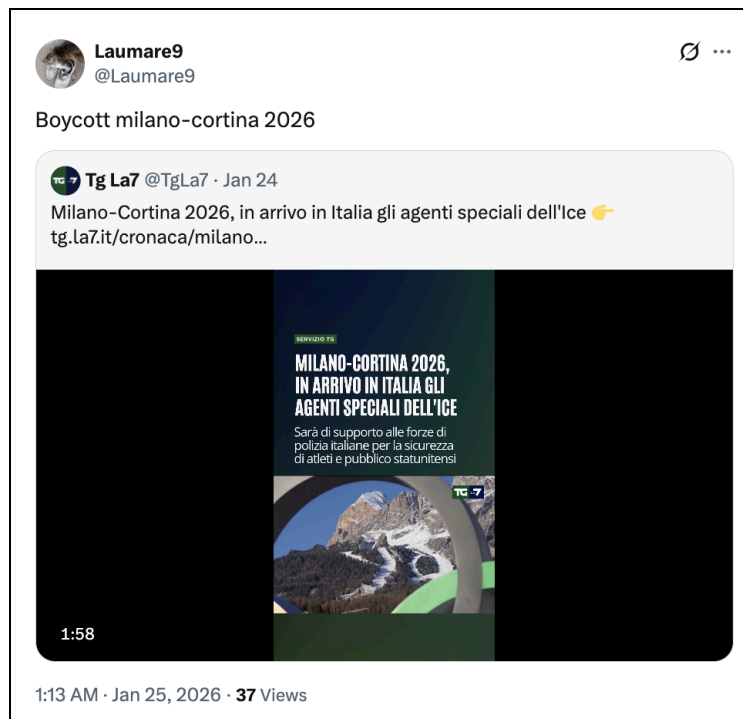 Laumare9
@Laumare9
Boycott milano-cortina 2026
TG 7 Tg La7 @TgLa7 · Jan 24
Milano-Cortina 2026, in arrivo in Italia gli agenti speciali dell'Ice 👉
tg.la7.it/cronaca/milano...
SERVIZIO TG
MILANO-CORTINA 2026,
IN ARRIVO IN ITALIA GLI
AGENTI SPECIALI DELL'ICE
Sarà di supporto alle forze di
polizia italiane per la sicurezza
di atleti e pubblico statunitensi
TG 7
1:58
1:13 AM · Jan 25, 2026 · 37 Views